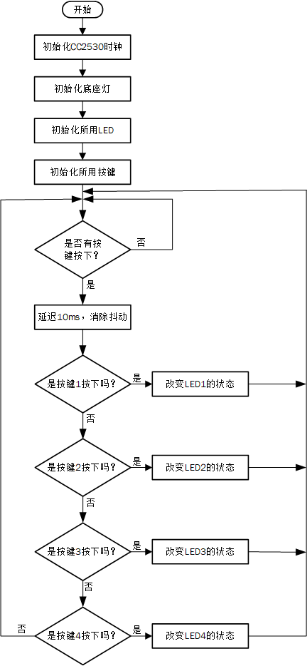 开始
初始化CC2530时钟
初始化底座灯
初始化所用LED
初始化所用按键
是否有按
键按下？
否
是
延迟10ms，消除抖动
是按键1按下吗？
是
改变LED1的状态
否
是按键2按下吗？
是
改变LED2的状态
否
是按键3按下吗？
是
改变LED3的状态
否
否
是按键4按下吗？
是
改变LED4的状态